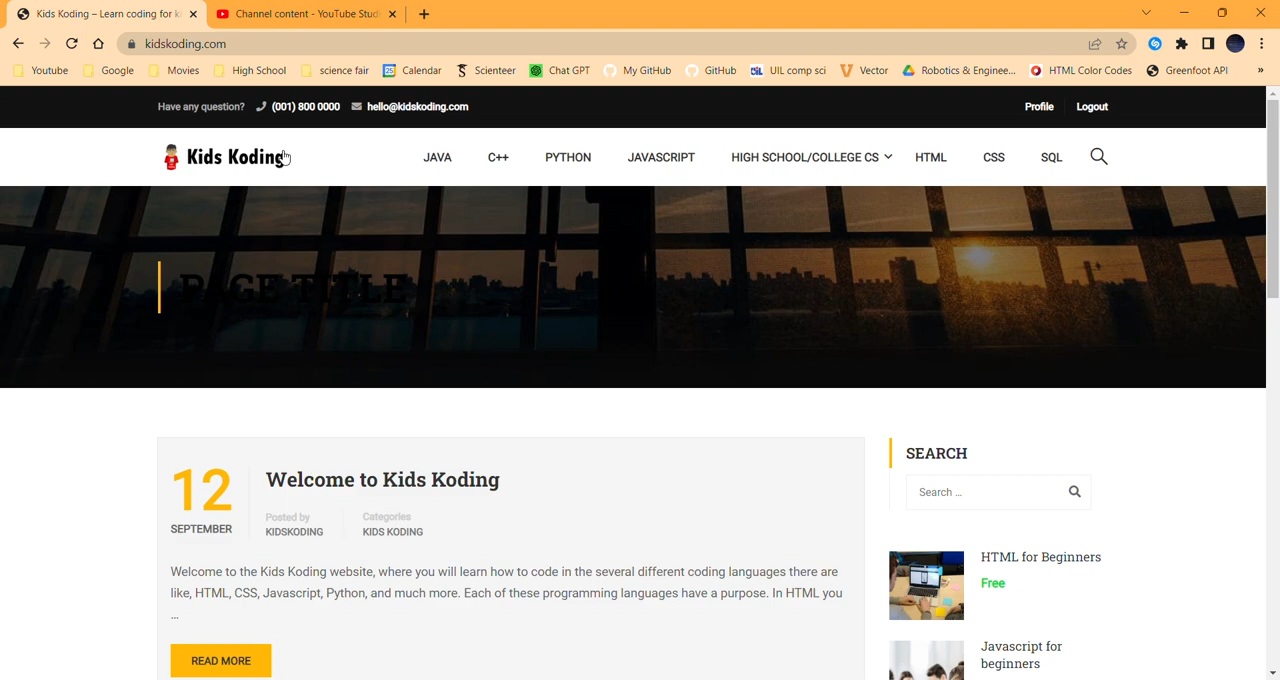 Kids Koding – Learn coding for k
Channel content - YouTube Stud
kidskoding.com
Youtube
Google
Movies
High School
science fair
Calendar
Scienteer
Chat GPT
My GitHub
GitHub
UIL comp sci
Vector
Robotics & Enginee...
HTML Color Codes
Greenfoot API
»
Have any question?
(001) 800 0000
hello@kidskoding.com
Profile
Logout
Kids Koding
JAVA
C++
PYTHON
JAVASCRIPT
HIGH SCHOOL/COLLEGE CS
HTML
CSS
SQL
PAGE TITLE
12
SEPTEMBER
Welcome to Kids Koding
Posted by
KIDSKODING
Categories
KIDS KODING
Welcome to the Kids Koding website, where you will learn how to code in the several different coding languages there are
like, HTML, CSS, Javascript, Python, and much more. Each of these programming languages have a purpose. In HTML you
…
READ MORE
SEARCH
Search …
HTML for Beginners
Free
Javascript for
beginners